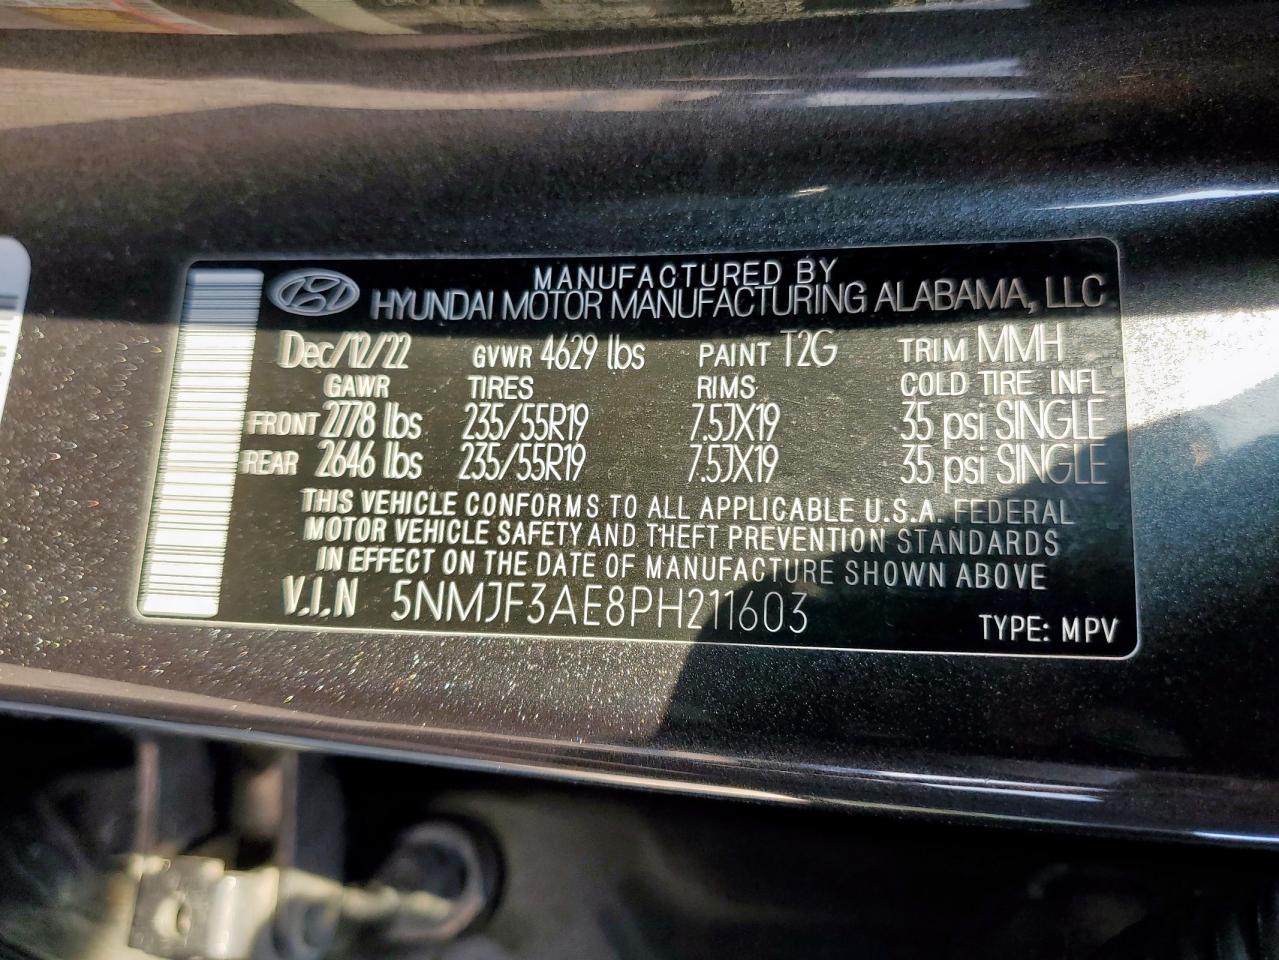 MANUFACTURED BY
HYUNDAI MOTOR MANUFACTURING ALABAMA, LLC
Dec/12/22 GVWR 4629 lbs PAINT T2G TRIM MMH
GAWR TIRES RIMS COLD TIRE INFL
FRONT 2778 lbs 235/55R19 7.5JX19 35 psi SINGLE
REAR 2646 lbs 235/55R19 7.5JX19 35 psi SINGLE
THIS VEHICLE CONFORMS TO ALL APPLICABLE U.S.A. FEDERAL
MOTOR VEHICLE SAFETY AND THEFT PREVENTION STANDARDS
IN EFFECT ON THE DATE OF MANUFACTURE SHOWN ABOVE
V.I.N 5NMJF3AE8PH211603
TYPE: MPV